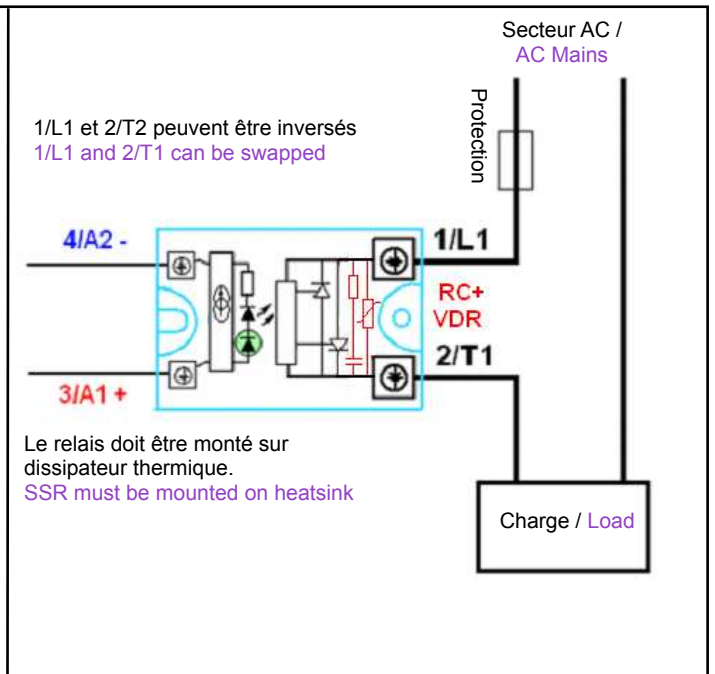 Secteur AC /
AC Mains
Protection
1/L1 et 2/T2 peuvent être inversés
1/L1 and 2/T1 can be swapped
4/A2 -
1/L1
RC+
VDR
2/T1
3/A1 +
Le relais doit être monté sur
dissipateur thermique.
SSR must be mounted on heatsink
Charge / Load